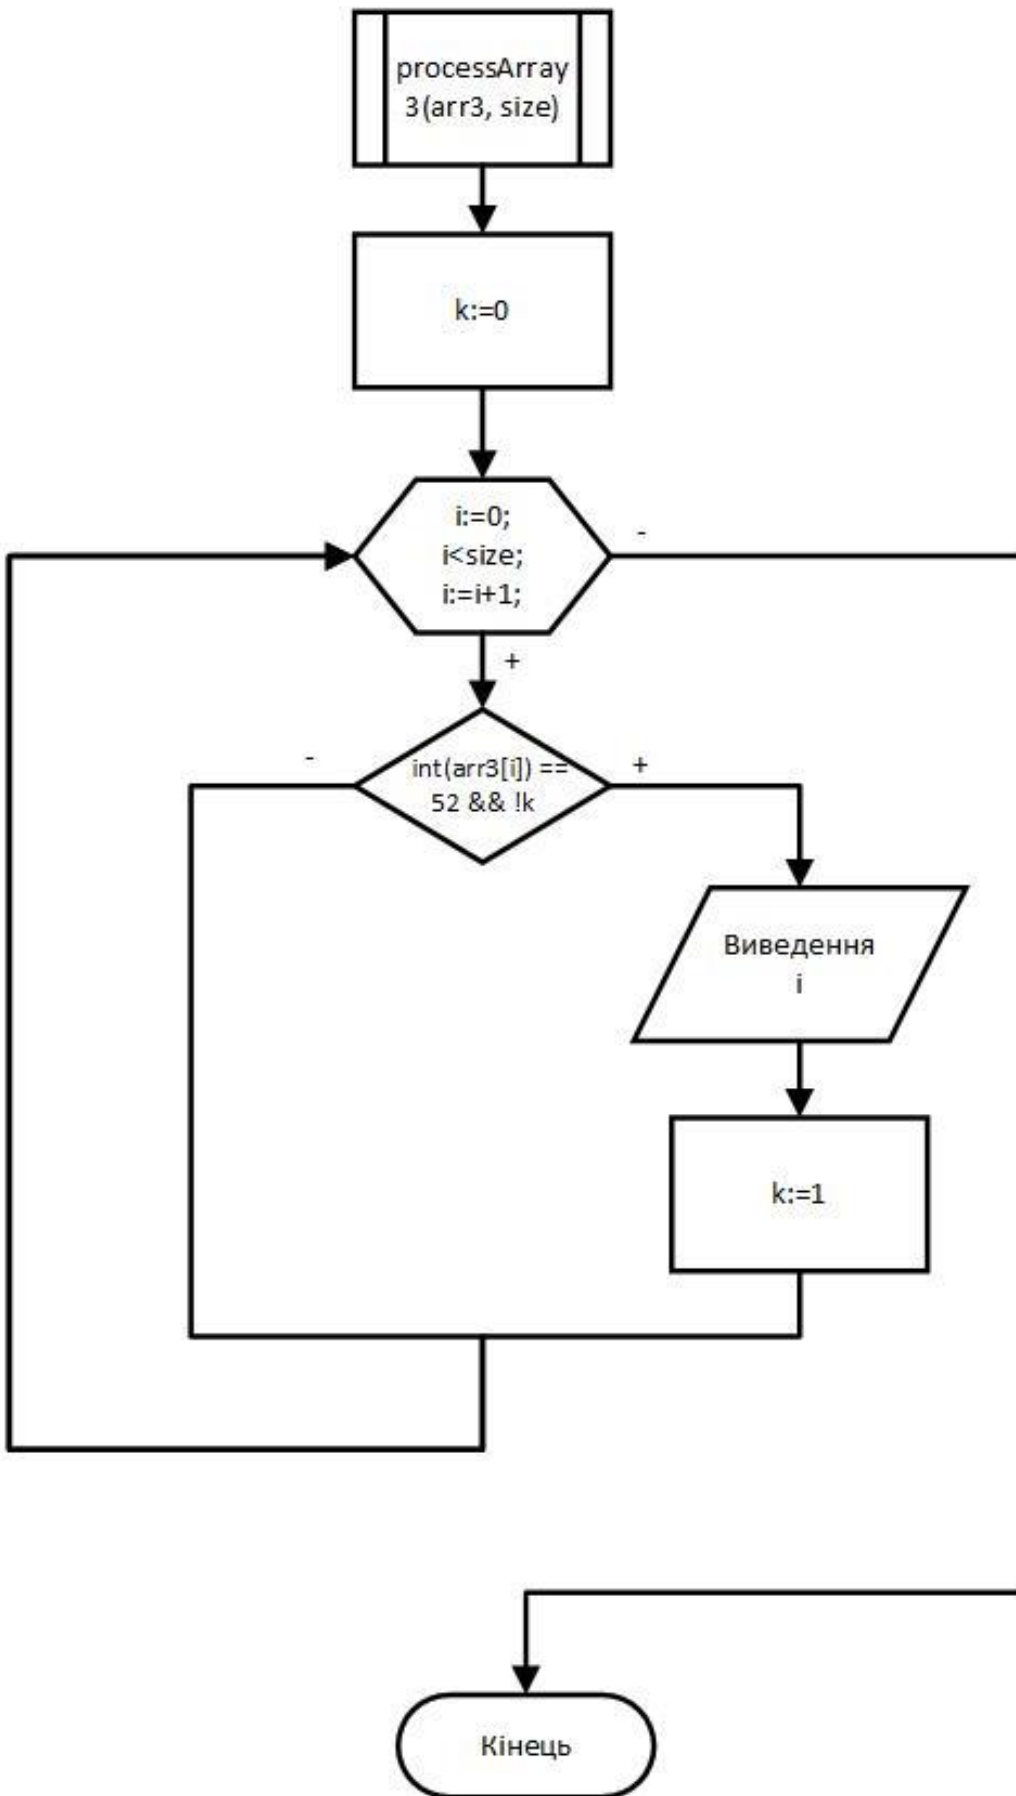 processArray
3(arr3, size)
k:=0
i:=0;
i<size;
i:=i+1;
-
+
-
int(arr3[i]) ==
52 && !k
+
Виведення
і
k:=1
Кінець